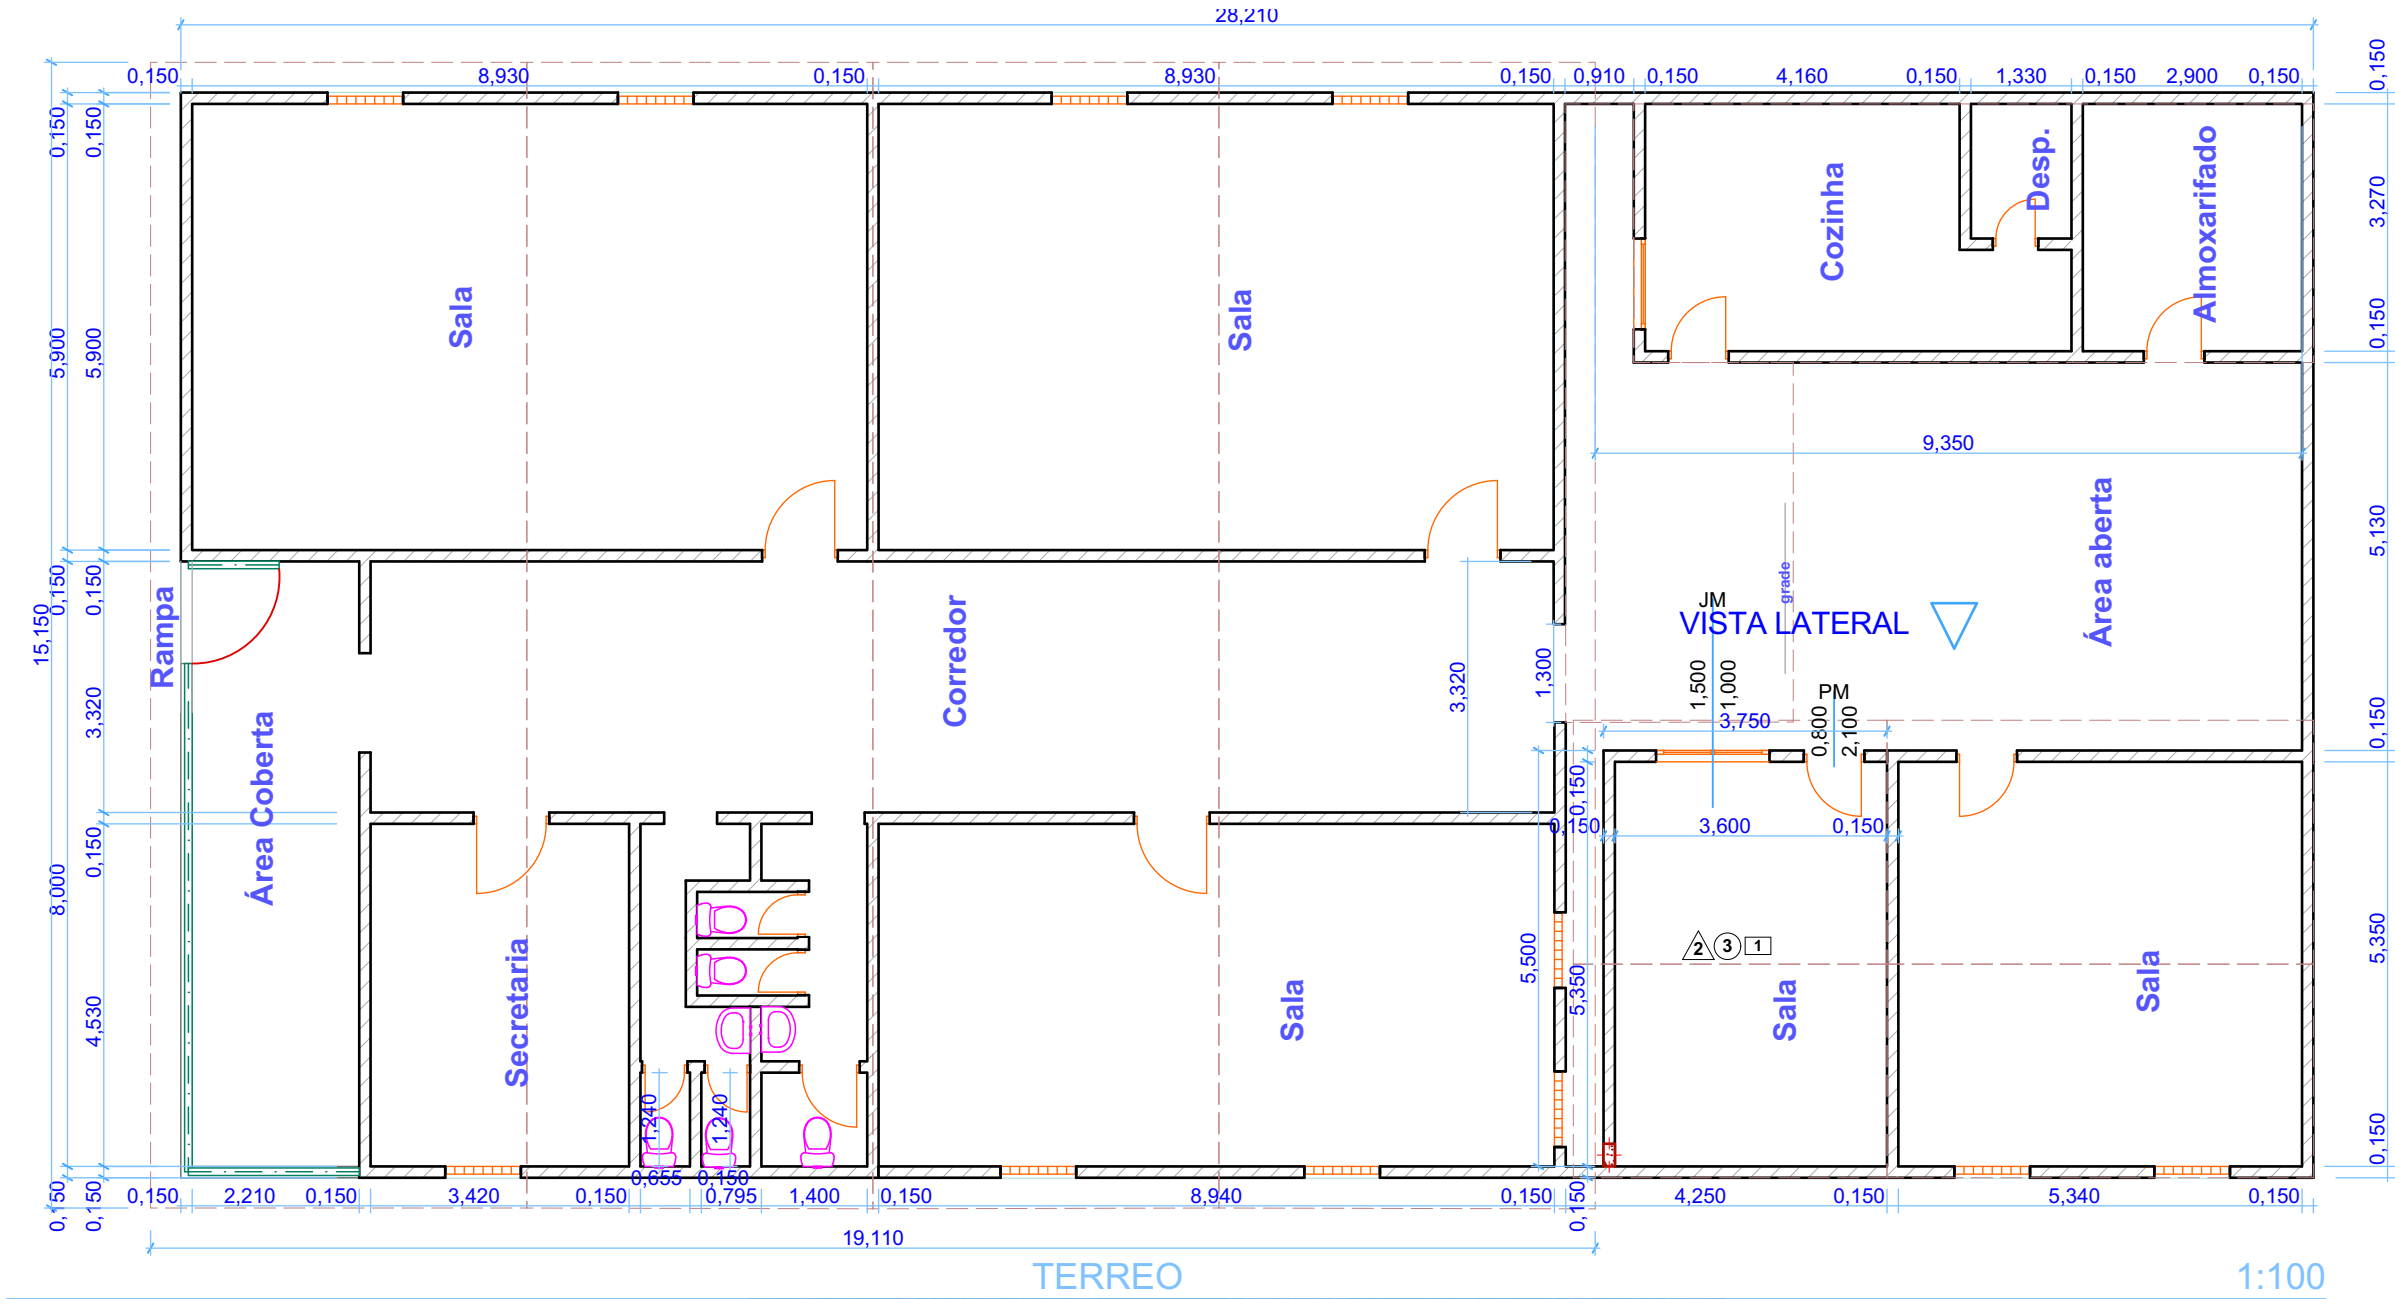 28,210
0,150 8,930 0,150 8,930 0,150 0,910 0,150 4,160 0,150 1,330 0,150 2,900 0,150
0,150
0,150
0,150
5,900
5,900
0,150
0,150
15,150
3,320
0,150
8,000
4,530
0,150
0,150
Sala
Sala
Cozinha
Desp.
Almoxarifado
3,270
0,150
9,350
5,130
Área aberta
grade
JM
VISTA LATERAL
1,500
1,000
PM
0,800
2,100
3,750
0,150
Rampa
Área Coberta
Corredor
3,320
1,300
0,150
0,150 3,600 0,150
5,500
5,350
2 3 1
5,350
Secretaria
Sala
Sala
Sala
1,240
1,240
0,150
0,655 0,150
0,150 2,210 0,150 3,420 0,150 0,795 1,400 0,150 8,940 0,150 4,250 0,150 5,340 0,150
0,150
19,110
TERREO
1:100